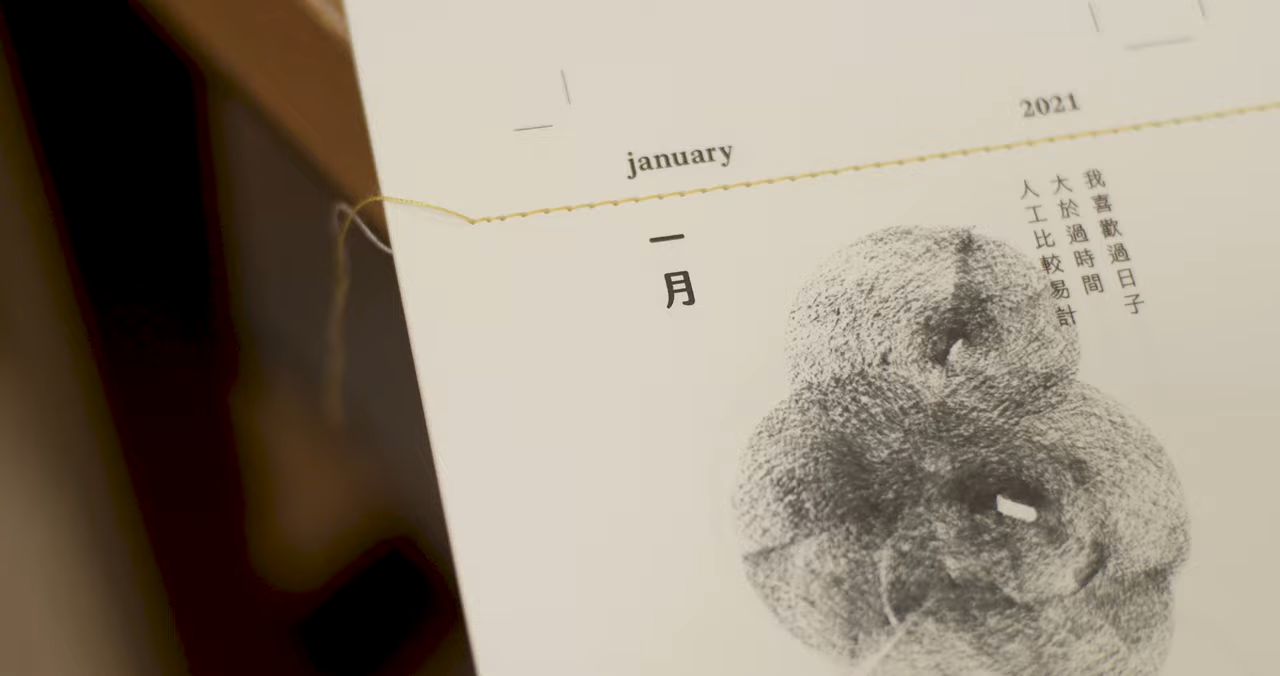 january
2021
一月
我喜歡過日子
大於過時間
人工比較易計